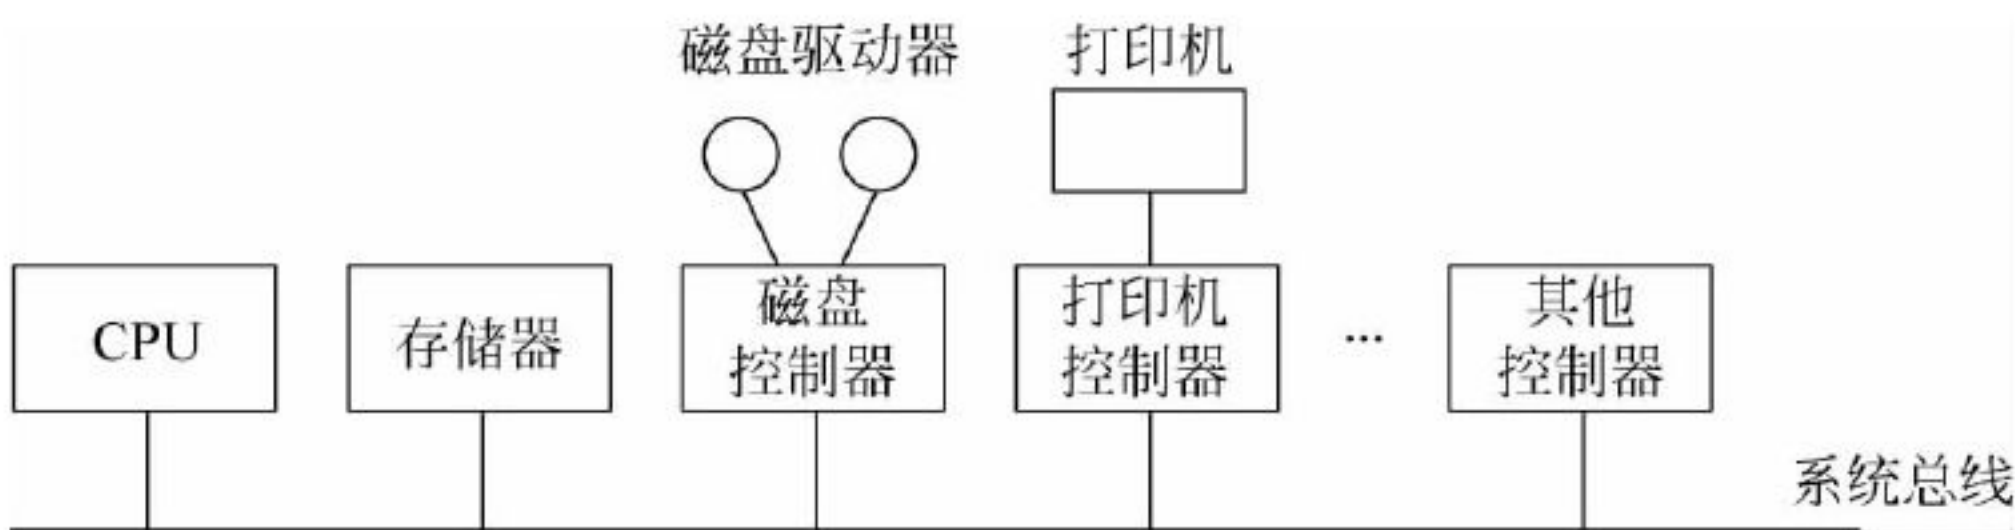 磁盘驱动器
打印机
CPU
存储器
磁盘
控制器
打印机
控制器
...
其他
控制器
系统总线